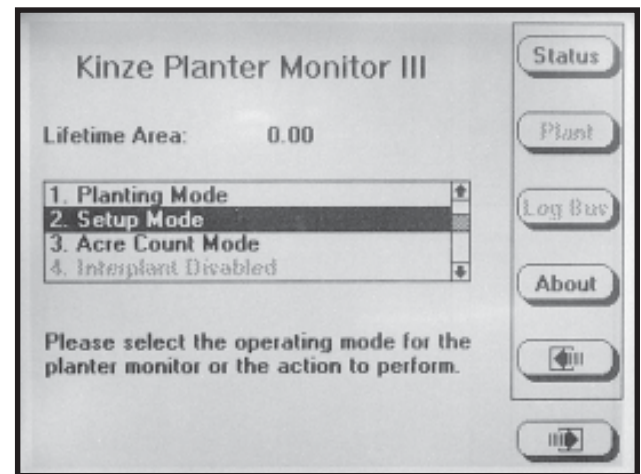 Kinze Planter Monitor III
Lifetime Area: 0.00
1. Planting Mode
2. Setup Mode
3. Acre Count Mode
4. Interplant Disabled
Please select the operating mode for the
planter monitor or the action to perform.
Status
Plant
Log Bus
About